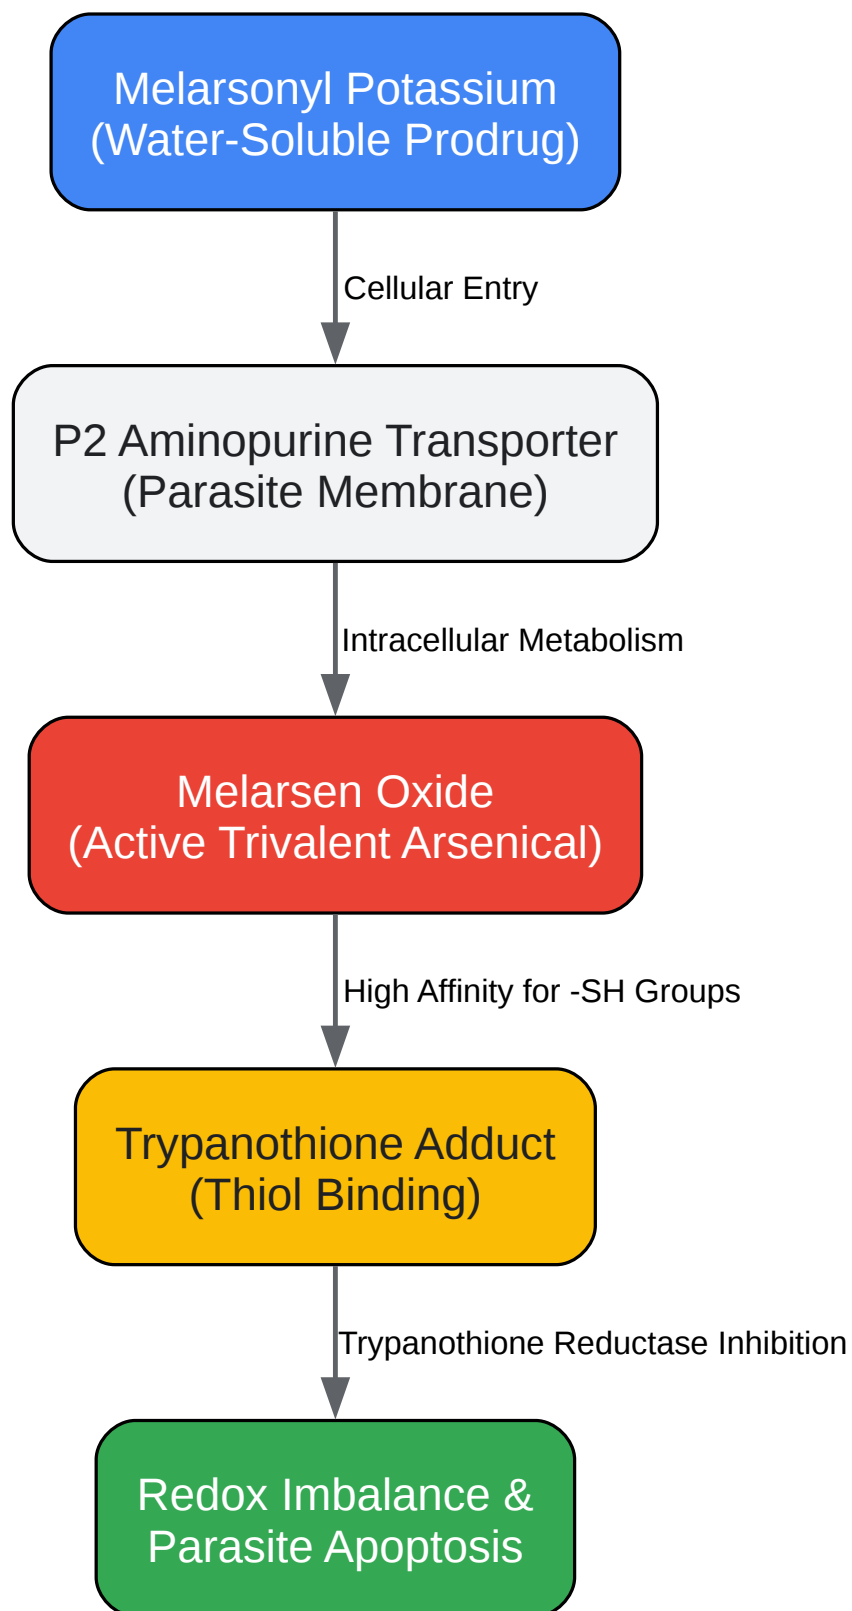 Melarsonyl Potassium
(Water-Soluble Prodrug)
Cellular Entry
P2 Aminopurine Transporter
(Parasite Membrane)
Intracellular Metabolism
Melarsen Oxide
(Active Trivalent Arsenical)
High Affinity for -SH Groups
Trypanothione Adduct
(Thiol Binding)
Trypanothione Reductase Inhibition
Redox Imbalance &
Parasite Apoptosis